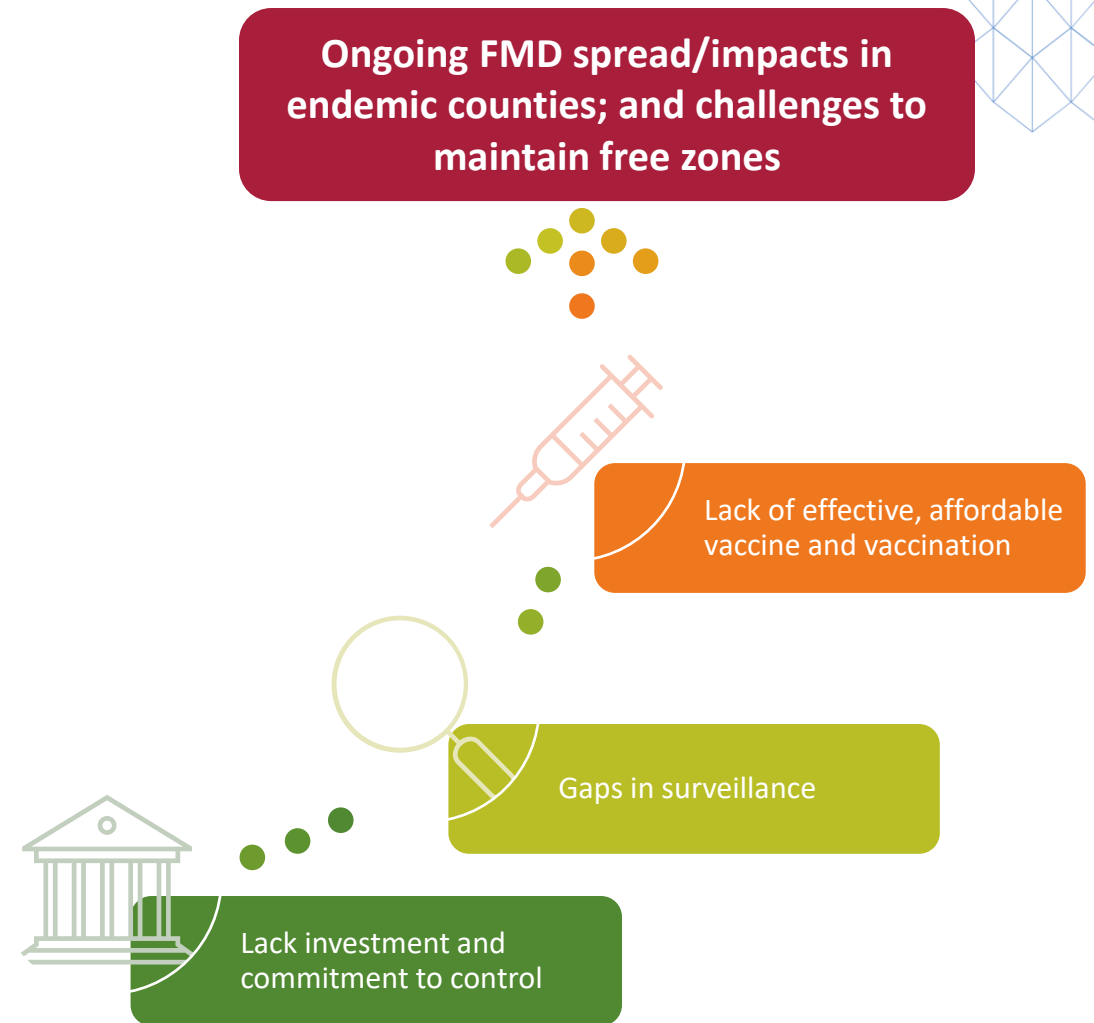 Ongoing FMD spread/impacts in
endemic counties; and challenges to
maintain free zones
Lack of effective, affordable
vaccine and vaccination
Gaps in surveillance
Lack investment and
commitment to control